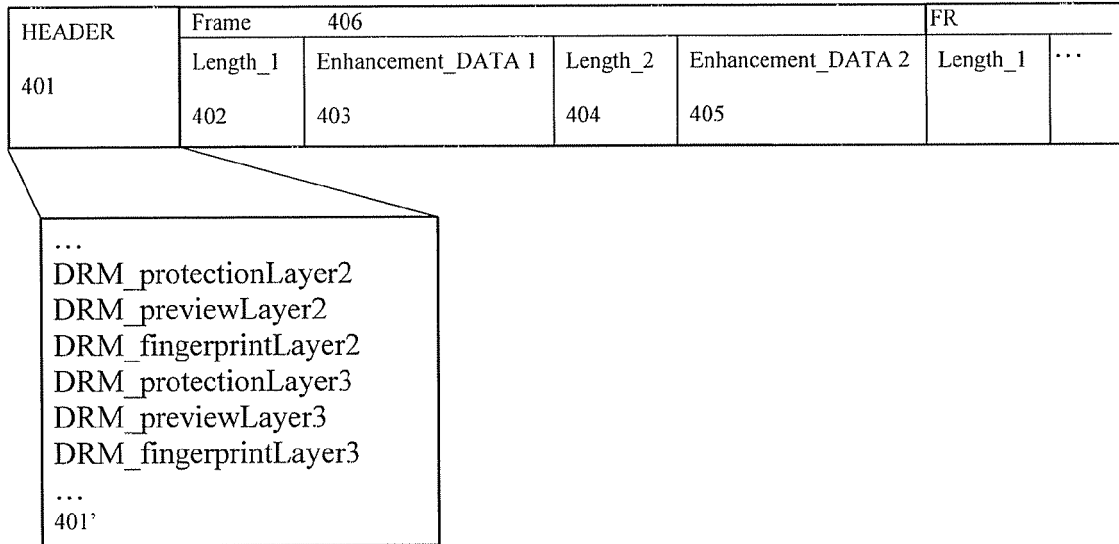 HEADER
401
Frame 406
FR
Length_1
Enhancement_DATA 1
Length_2
Enhancement_DATA 2
Length_1
...
402
403
404
405
...
DRM_protectionLayer2
DRM_previewLayer2
DRM_fingerprintLayer2
DRM_protectionLayer3
DRM_previewLayer3
DRM_fingerprintLayer3
...
401'